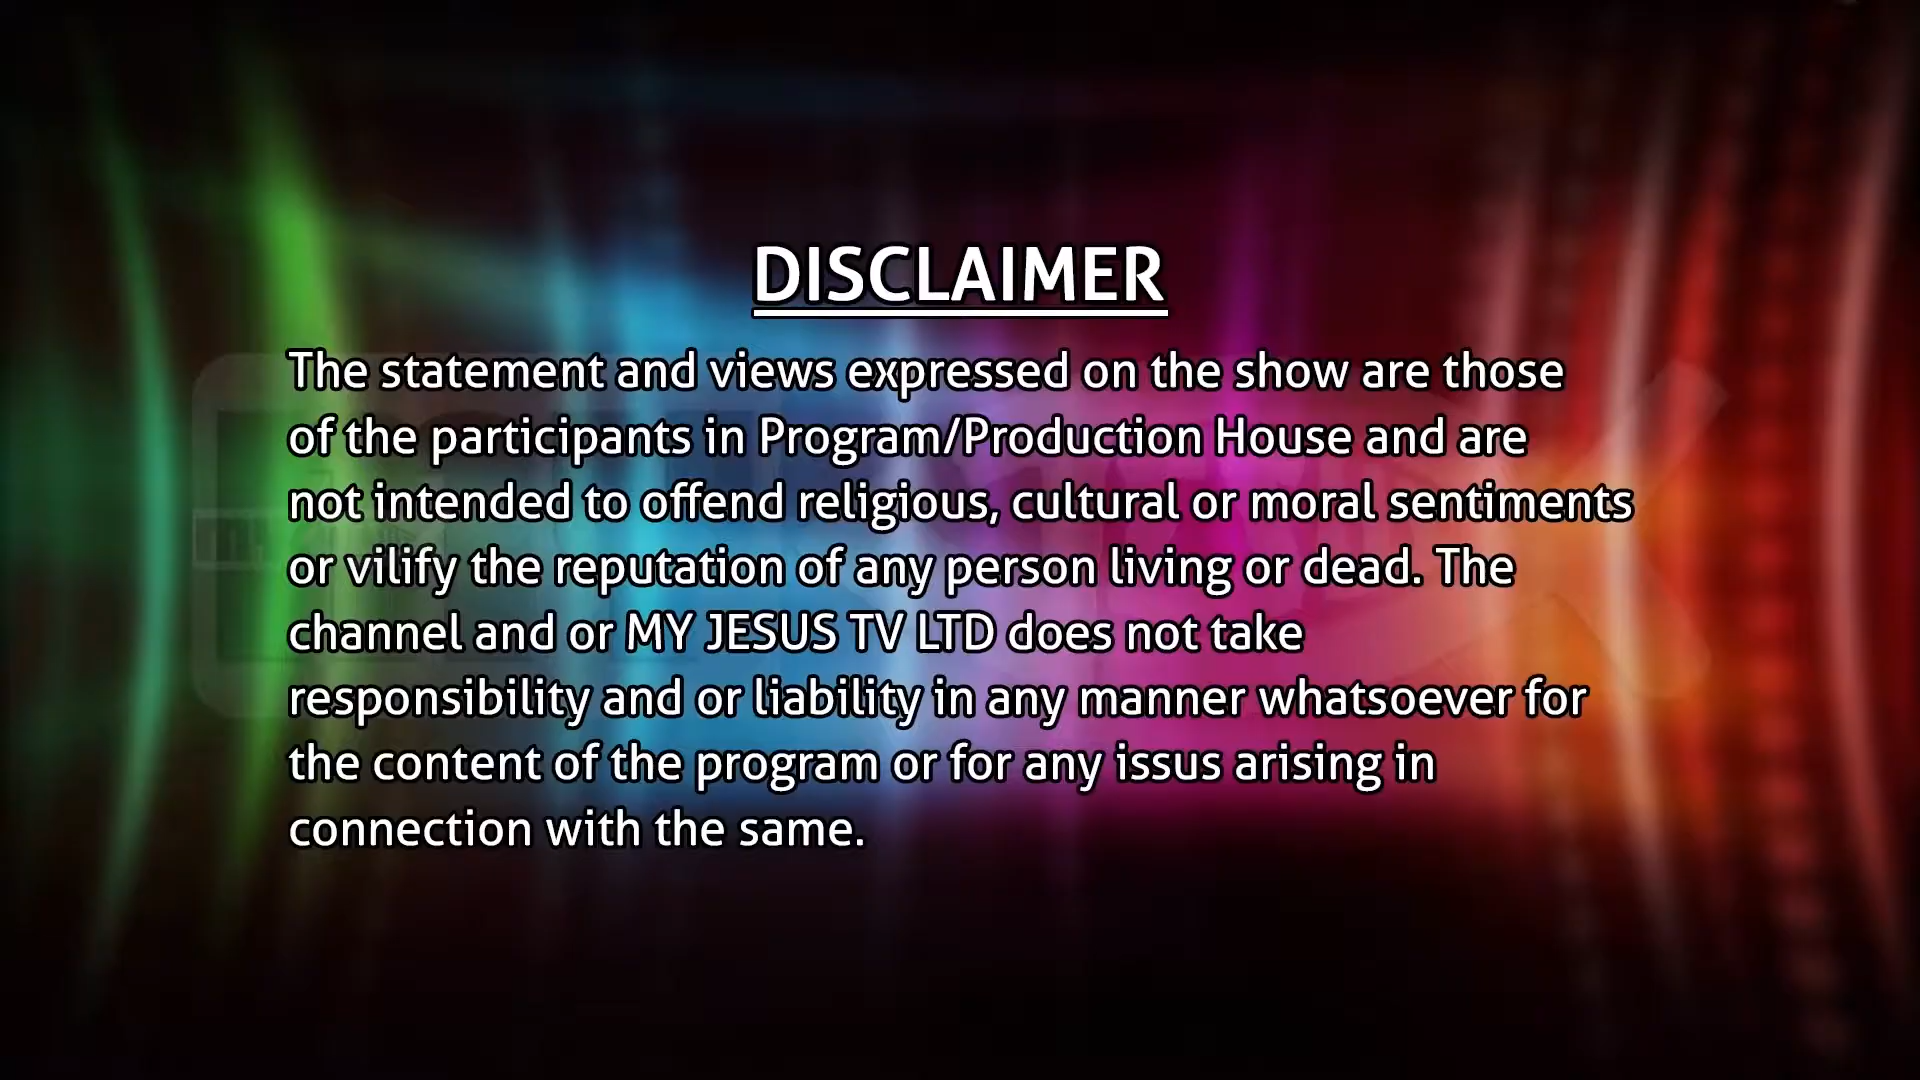 DISCLAIMER
The statement and views expressed on the show are those
of the participants in Program/Production House and are
not intended to offend religious, cultural or moral sentiments
or vilify the reputation of any person living or dead. The
channel and or MY JESUS TV LTD does not take
responsibility and or liability in any manner whatsoever for
the content of the program or for any issus arising in
connection with the same.